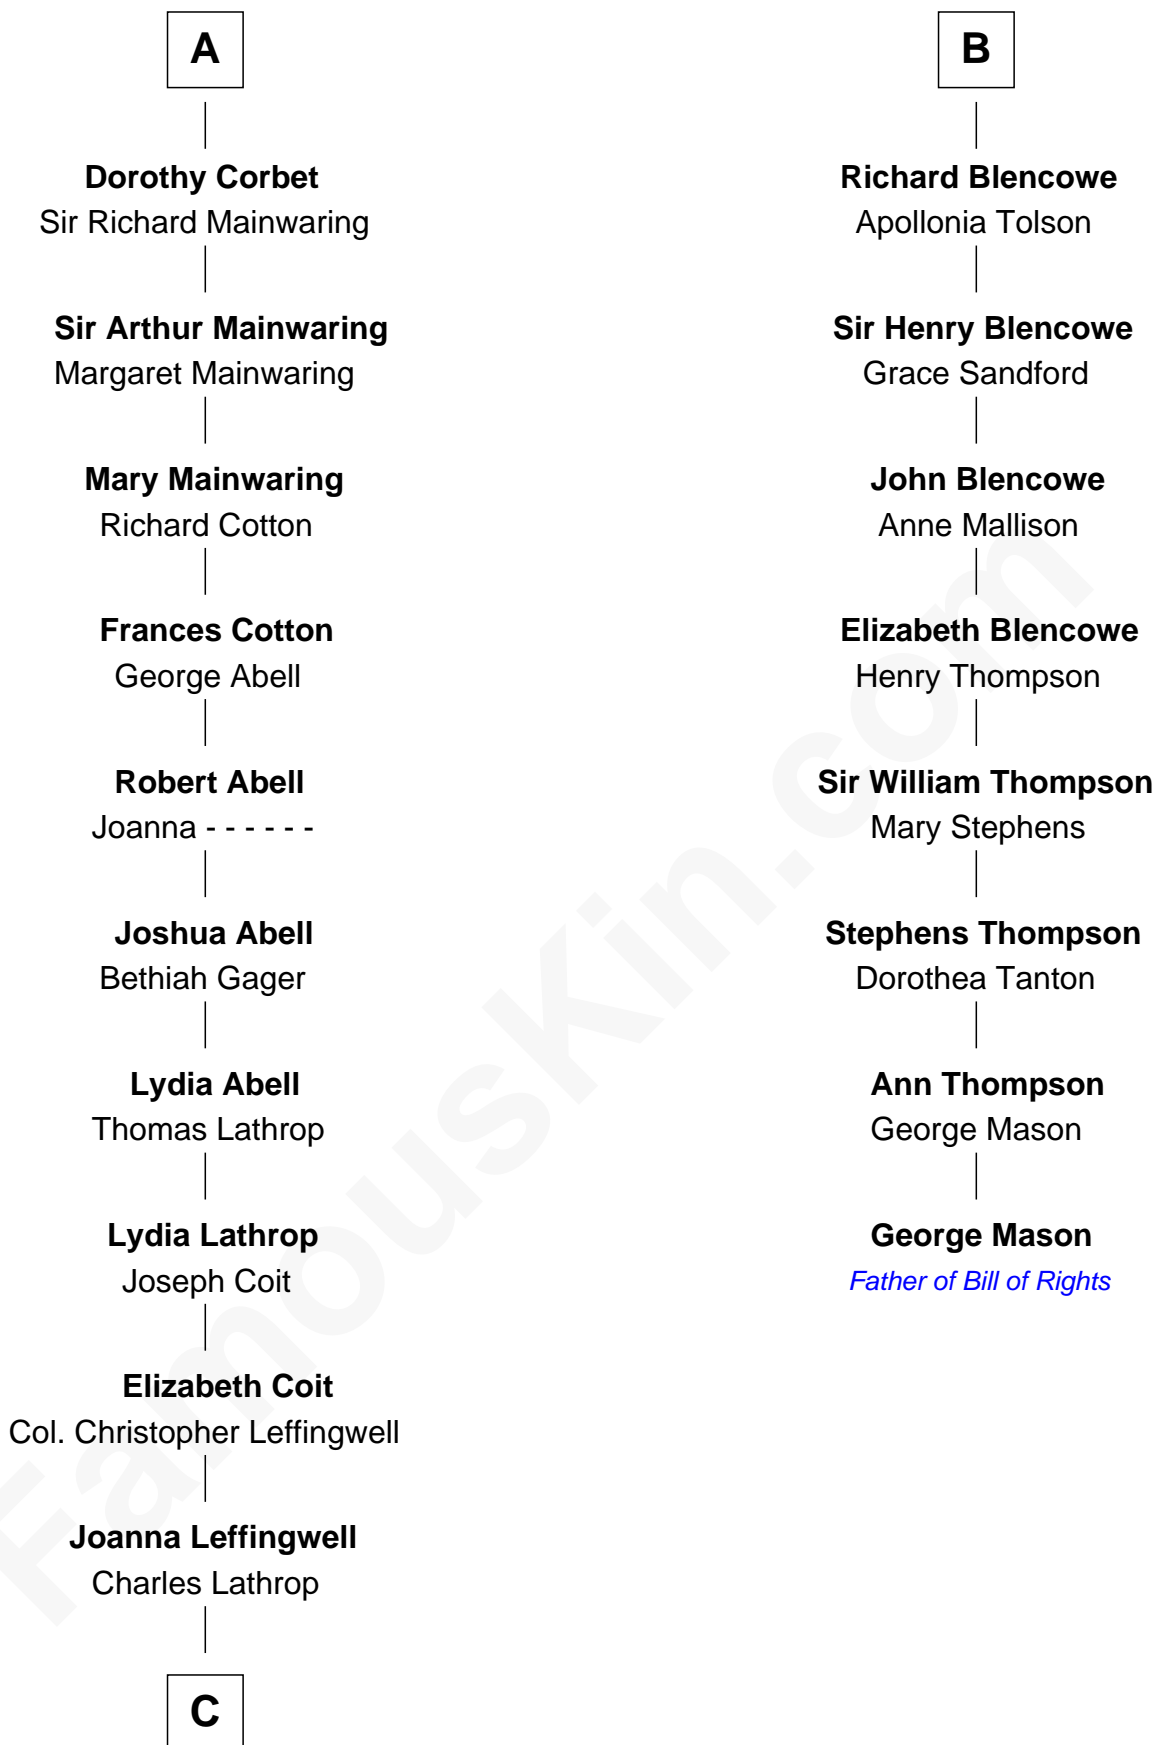 A
Dorothy Corbet
Sir Richard Mainwaring
Sir Arthur Mainwaring
Margaret Mainwaring
Mary Mainwaring
Richard Cotton
Frances Cotton
George Abell
Robert Abell
Joanna - - - - - -
Joshua Abell
Bethiah Gager
Lydia Abell
Thomas Lathrop
Lydia Lathrop
Joseph Coit
Elizabeth Coit
Col. Christopher Leffingwell
Joanna Leffingwell
Charles Lathrop
C
B
Richard Blencowe
Apollonia Tolson
Sir Henry Blencowe
Grace Sandford
John Blencowe
Anne Mallison
Elizabeth Blencowe
Henry Thompson
Sir William Thompson
Mary Stephens
Stephens Thompson
Dorothea Tanton
Ann Thompson
George Mason
George Mason
Father of Bill of Rights
FamousKin.com